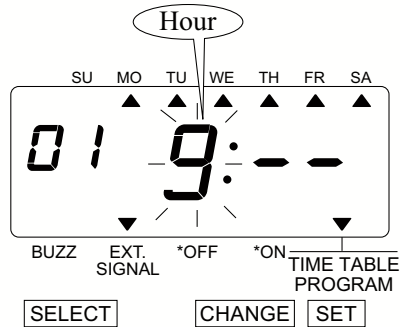 Hour
SU MO TU WE TH FR SA
01 9:--
BUZZ EXT. SIGNAL *OFF *ON TIME TABLE PROGRAM
SELECT CHANGE SET